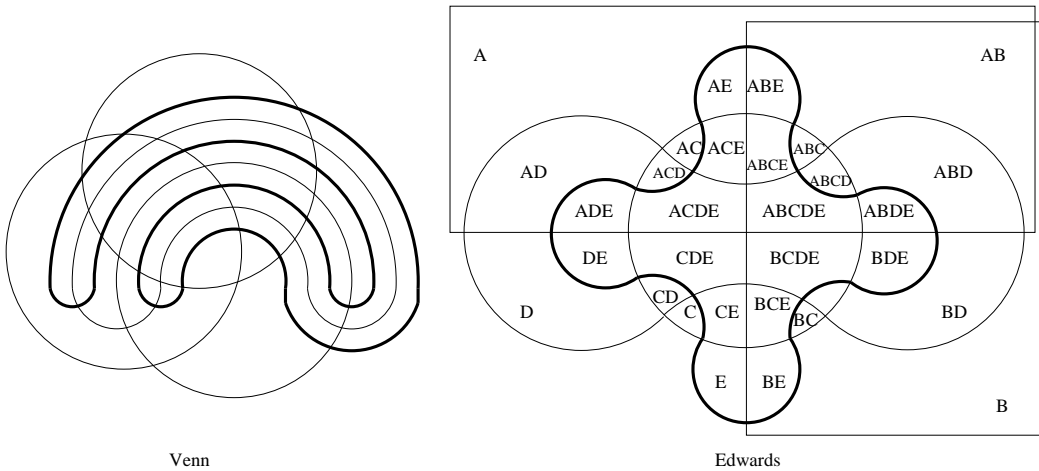 A AB
AE ABE
AC ACE ABC
ABCE
AD ACD ABCD ABD
ADE ACDE ABCDE ABDE
DE CDE BCDE BDE
CD BCE
D C CE BC BD
E BE
B
Venn Edwards